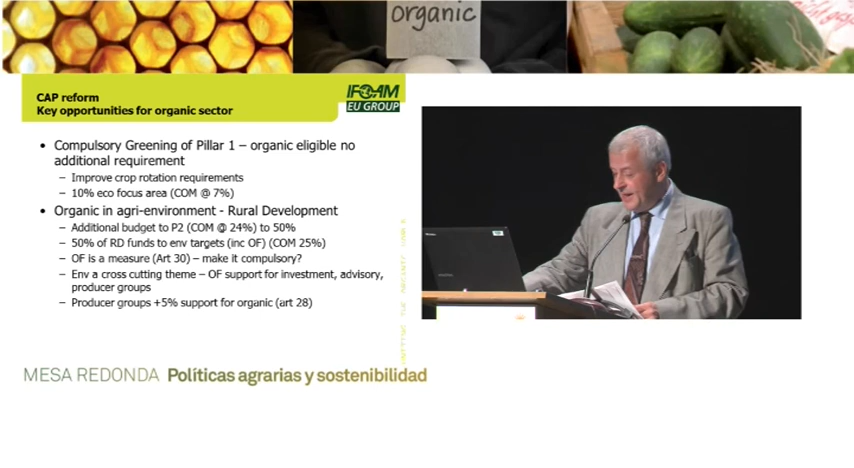 organic
CAP reform
Key opportunities for organic sector
IFOAM
EU GROUP
• Compulsory Greening of Pillar 1 – organic eligible no
additional requirement
– Improve crop rotation requirements
– 10% eco focus area (COM @ 7%)
• Organic in agri-environment - Rural Development
– Additional budget to P2 (COM @ 24%) to 50%
– 50% of RD funds to env targets (inc OF) (COM 25%)
– OF is a measure (Art 30) – make it compulsory?
– Env a cross cutting theme – OF support for investment, advisory,
producer groups
– Producer groups +5% support for organic (art 28)
MESA REDONDA Políticas agrarias y sostenibilidad